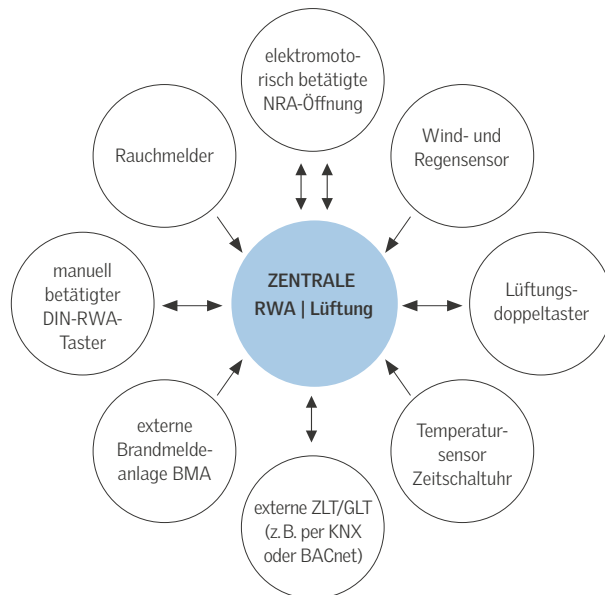 elektromoto-
risch betätigte
NRA-Öffnung
Wind- und
Regensensor
Rauchmelder
manuell
betätigter
DIN-RWA-
Taster
ZENTRALE
RWA | Lüftung
Lüftungs-
doppeltaster
externe
Brandmelde-
anlage BMA
Temperatur-
sensor
Zeitschaltuhr
externe ZLT/GLT
(z. B. per KNX
oder BACnet)